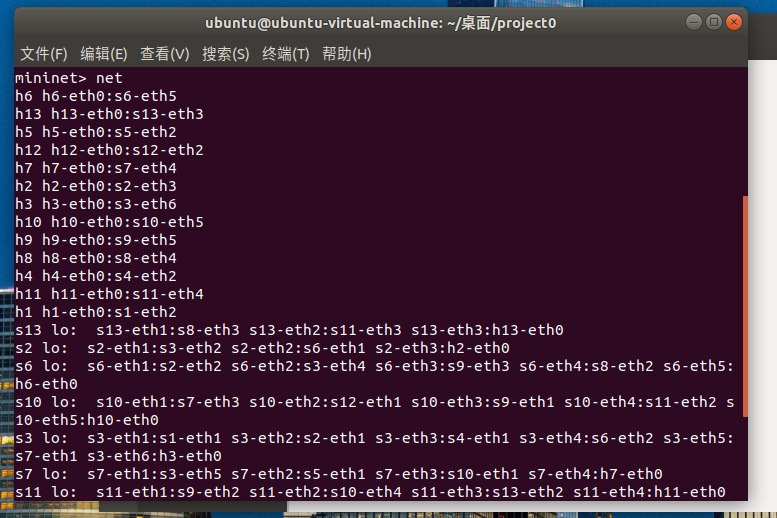 ubuntu@ubuntu-virtual-machine: ~/桌面/project0
文件(F) 编辑(E) 查看(V) 搜索(S) 终端(T) 帮助(H)
mininet> net
h6 h6-eth0:s6-eth5
h13 h13-eth0:s13-eth3
h5 h5-eth0:s5-eth2
h12 h12-eth0:s12-eth2
h7 h7-eth0:s7-eth4
h2 h2-eth0:s2-eth3
h3 h3-eth0:s3-eth6
h10 h10-eth0:s10-eth5
h9 h9-eth0:s9-eth5
h8 h8-eth0:s8-eth4
h4 h4-eth0:s4-eth2
h11 h11-eth0:s11-eth4
h1 h1-eth0:s1-eth2
s13 lo:  s13-eth1:s8-eth3 s13-eth2:s11-eth3 s13-eth3:h13-eth0
s2 lo:  s2-eth1:s3-eth2 s2-eth2:s6-eth1 s2-eth3:h2-eth0
s6 lo:  s6-eth1:s2-eth2 s6-eth2:s3-eth4 s6-eth3:s9-eth3 s6-eth4:s8-eth2 s6-eth5:
h6-eth0
s10 lo:  s10-eth1:s7-eth3 s10-eth2:s12-eth1 s10-eth3:s9-eth1 s10-eth4:s11-eth2 s
10-eth5:h10-eth0
s3 lo:  s3-eth1:s1-eth1 s3-eth2:s2-eth1 s3-eth3:s4-eth1 s3-eth4:s6-eth2 s3-eth5:
s7-eth1 s3-eth6:h3-eth0
s7 lo:  s7-eth1:s3-eth5 s7-eth2:s5-eth1 s7-eth3:s10-eth1 s7-eth4:h7-eth0
s11 lo:  s11-eth1:s9-eth2 s11-eth2:s10-eth4 s11-eth3:s13-eth2 s11-eth4:h11-eth0